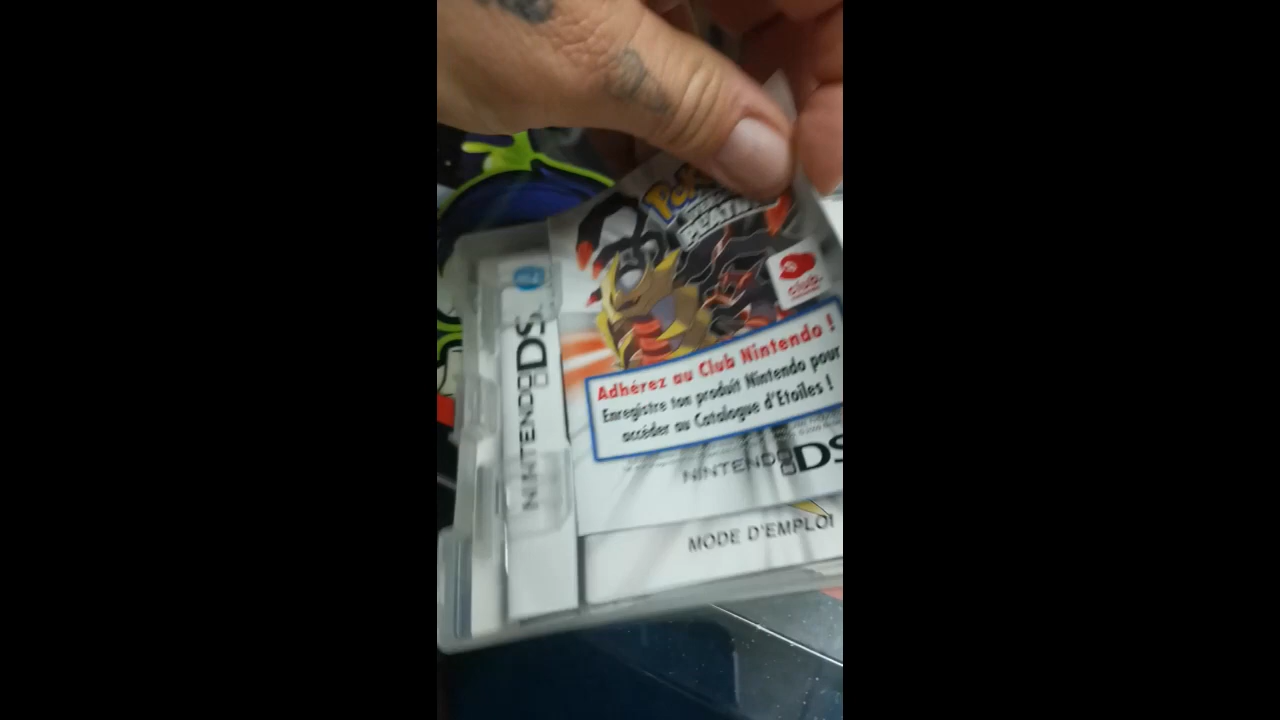 NINTENDO DS
club
Adhérez au Club Nintendo !
Enregistre ton produit Nintendo pour
accéder au Catalogue d'Etoiles !
NINTENDO DS
MODE D'EMPLOI